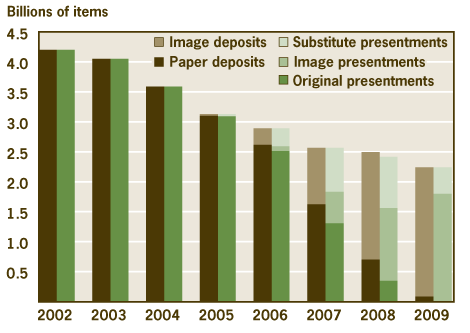 Billions of items
4.5
4.0
3.5
3.0
2.5
2.0
1.5
1.0
0.5
Image deposits
Substitute presentments
Paper deposits
Image presentments
Original presentments
2002 2003 2004 2005 2006 2007 2008 2009